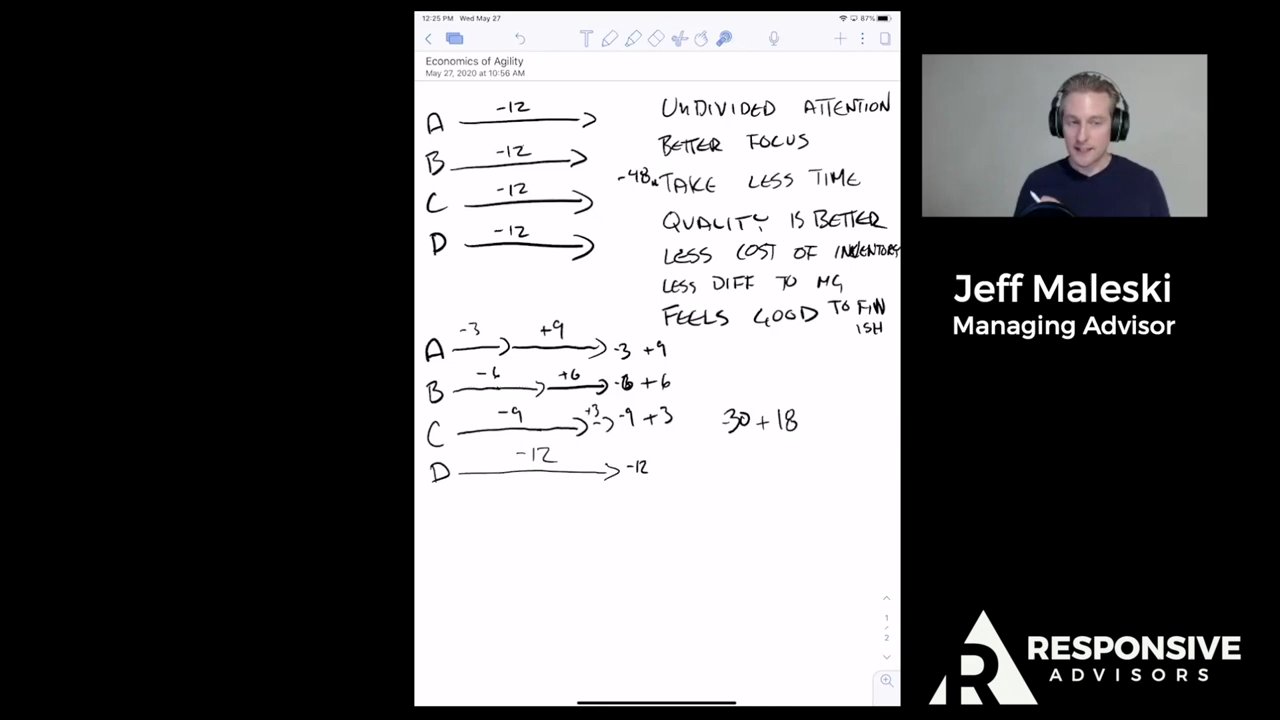 12:25 PM Wed May 27
87%
Economics of Agility
May 27, 2020 at 10:56 AM
A -12
B -12
C -12
D -12
UNDIVIDED ATTENTION
BETTER FOCUS
-48 TAKE LESS TIME
QUALITY IS BETTER
LESS COST OF INVENTORY
LESS DIFF TO MG
FEELS GOOD TO FIN
ISH
A -3 +9 -3 +9
B -6 +6 -6 +6
C -9 +3 -9 +3
D -12 -12
-30 + 18
1
/
2
Jeff Maleski
Managing Advisor
R RESPONSIVE
ADVISORS